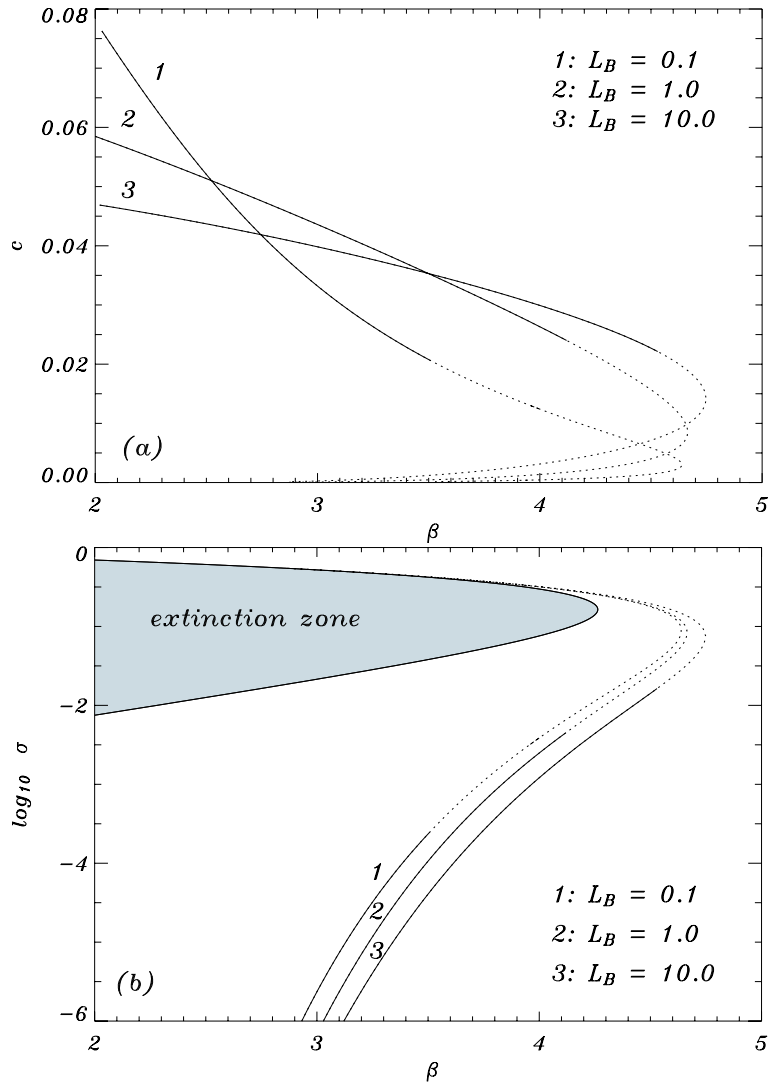 0.08
1
1: L_B = 0.1
2: L_B = 1.0
3: L_B = 10.0
2
0.06
3
c
0.04
0.02
(a)
0.00
2 3 4 5
β
0
extinction zone
-2
log₁₀ σ
-4
1
1: L_B = 0.1
2
2: L_B = 1.0
3
3: L_B = 10.0
(b)
-6
2 3 4 5
β